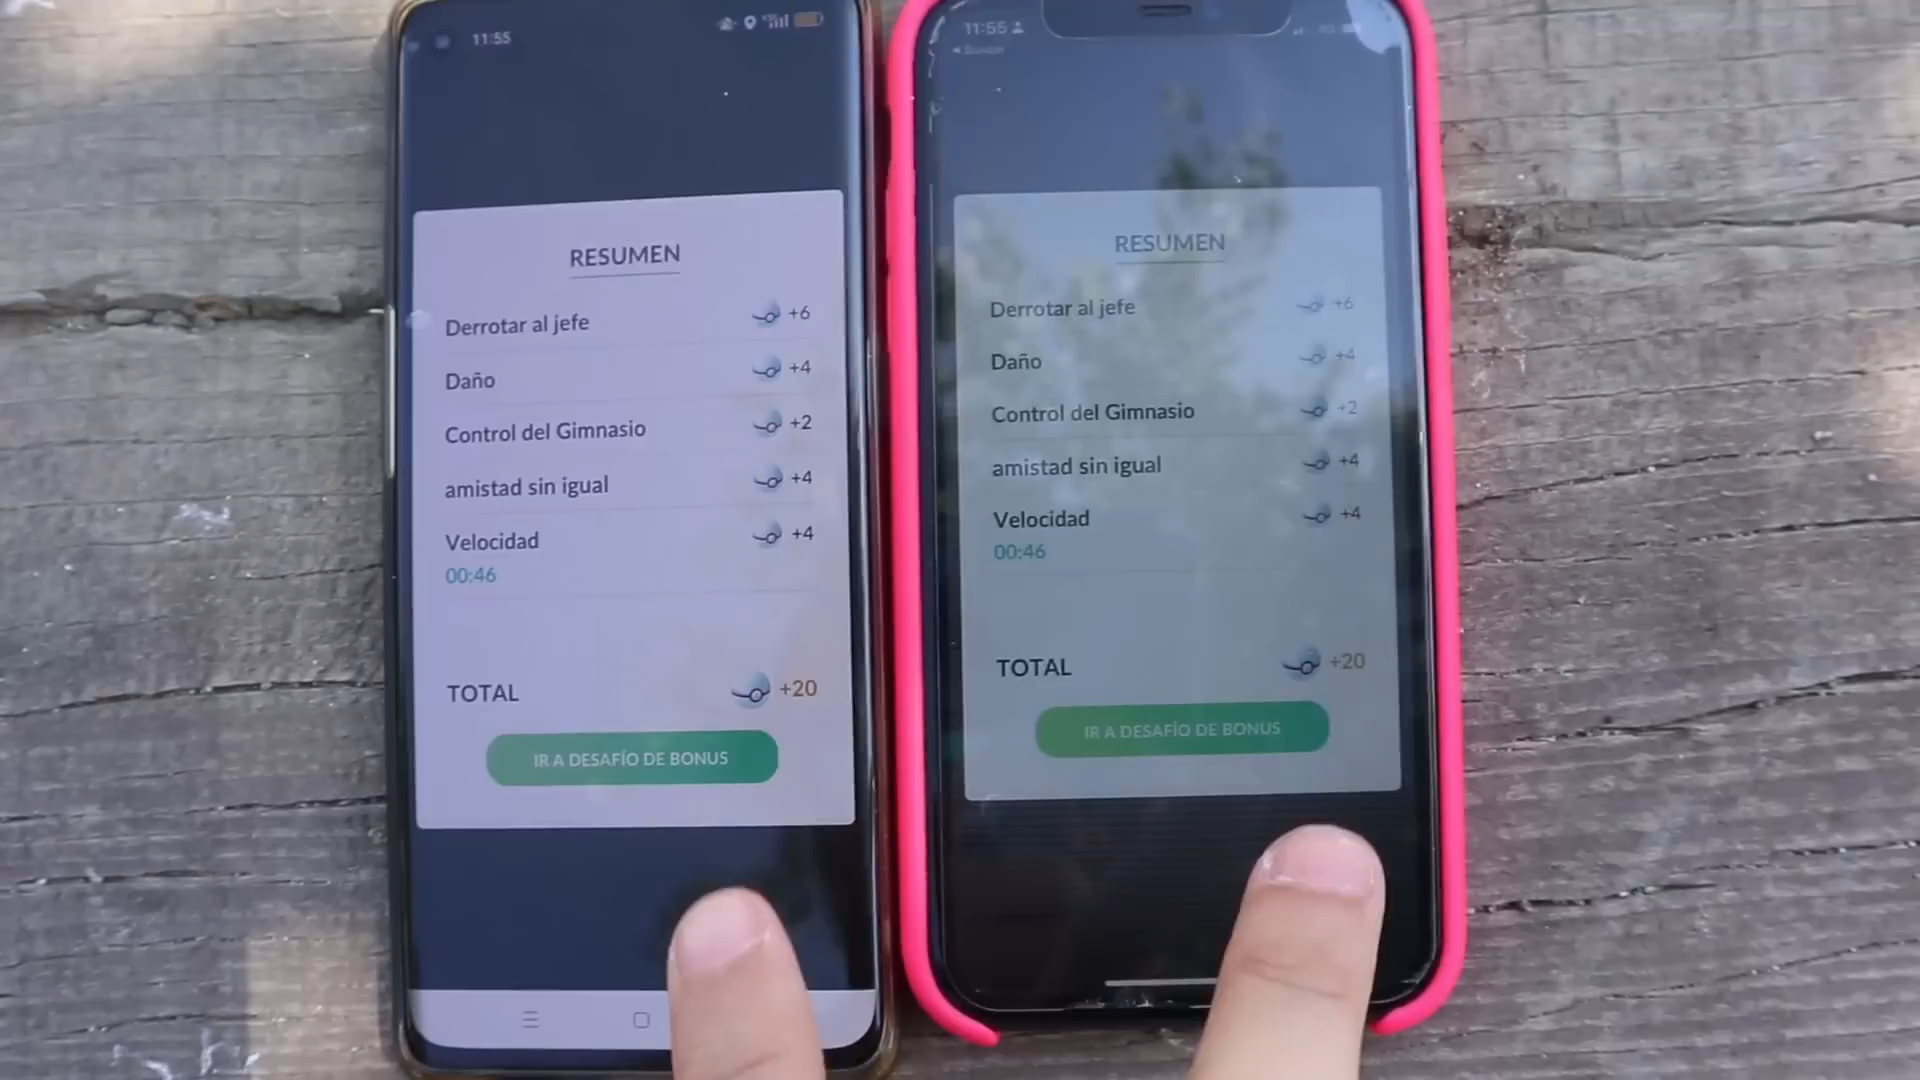 11:55
RESUMEN
Derrotar al jefe +6
Daño +4
Control del Gimnasio +2
amistad sin igual +4
Velocidad +4
00:46
TOTAL +20
IR A DESAFÍO DE BONUS
11:55
RESUMEN
Derrotar al jefe +6
Daño +4
Control del Gimnasio +2
amistad sin igual +4
Velocidad +4
00:46
TOTAL +20
IR A DESAFÍO DE BONUS